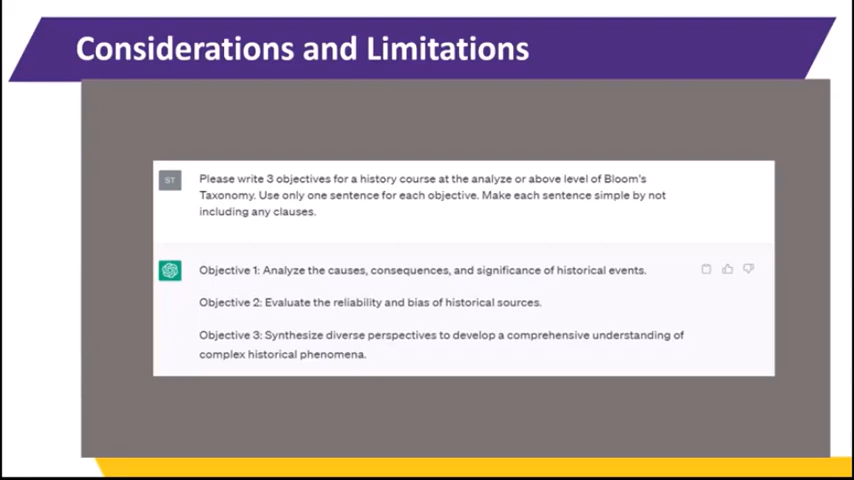 Considerations and Limitations
ST
Please write 3 objectives for a history course at the analyze or above level of Bloom's
Taxonomy. Use only one sentence for each objective. Make each sentence simple by not
including any clauses.
Objective 1: Analyze the causes, consequences, and significance of historical events.
Objective 2: Evaluate the reliability and bias of historical sources.
Objective 3: Synthesize diverse perspectives to develop a comprehensive understanding of
complex historical phenomena.